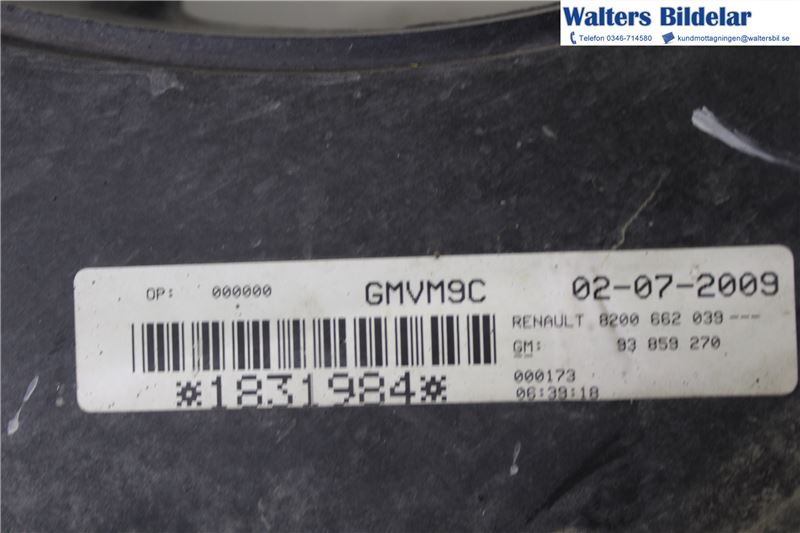 Walters Bildelar
Telefon 0346-714580 kundmottagningen@waltersbil.se
OP: 000000 GMVM9C 02-07-2009
RENAULT 8200 662 039 ---
GM: 93 859 270
*1831984*
000173
06:39:18